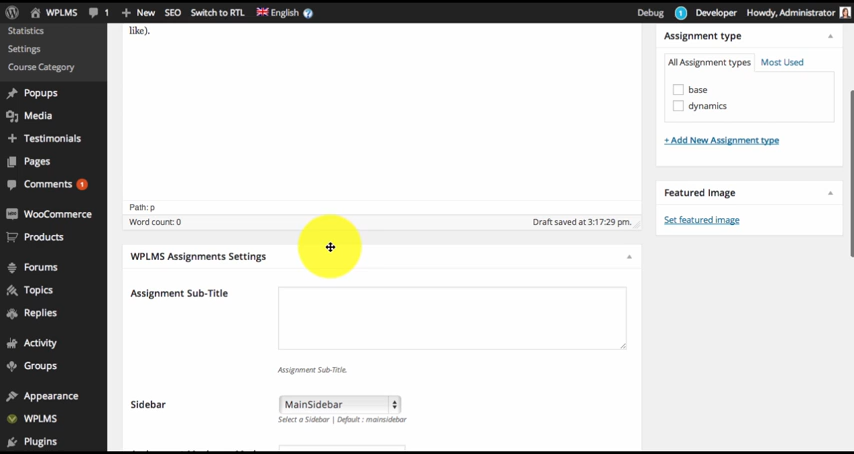 WPLMS 1 + New SEO Switch to RTL English ? Debug 1 Developer Howdy, Administrator
Statistics
Settings
Course Category
Popups
Media
Testimonials
Pages
Comments 1
WooCommerce
Products
Forums
Topics
Replies
Activity
Groups
Appearance
WPLMS
Plugins
like).
Path: p
Word count: 0 Draft saved at 3:17:29 pm.
WPLMS Assignments Settings
Assignment Sub-Title
Assignment Sub-Title.
Sidebar MainSidebar
Select a Sidebar | Default : mainsidebar
Assignment type
All Assignment types Most Used
base
dynamics
+ Add New Assignment type
Featured Image
Set featured image